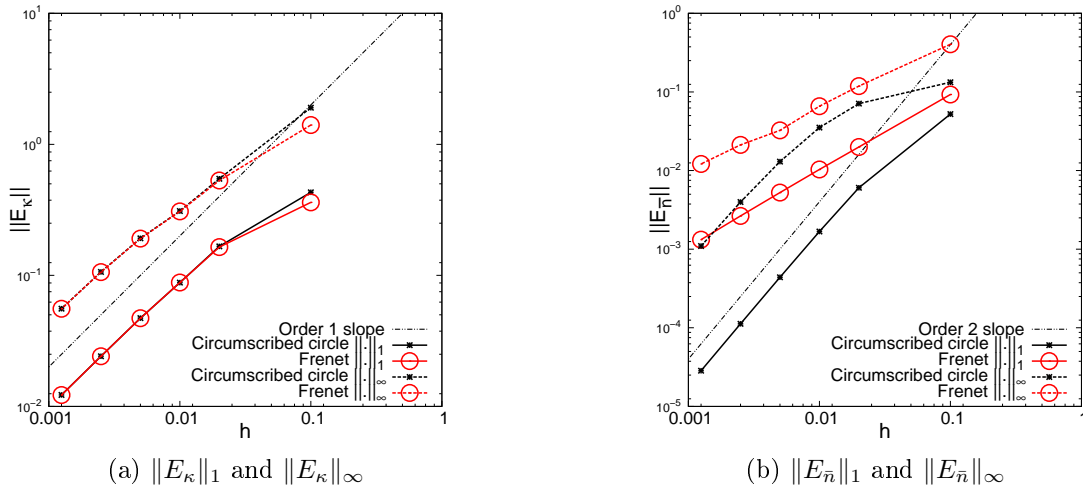 10^1
10^0
10^-1
10^-2
||E_κ||
0.001 0.01 0.1 1
h
Order 1 slope
Circumscribed circle ||.||_1
Frenet ||.||_1
Circumscribed circle ||.||_∞
Frenet ||.||_∞
(a) ‖E_κ‖_1 and ‖E_κ‖_∞
10^0
10^-1
10^-2
10^-3
10^-4
10^-5
||E_n̄||
0.001 0.01 0.1 1
h
Order 2 slope
Circumscribed circle ||.||_1
Frenet ||.||_1
Circumscribed circle ||.||_∞
Frenet ||.||_∞
(b) ‖E_n̄‖_1 and ‖E_n̄‖_∞